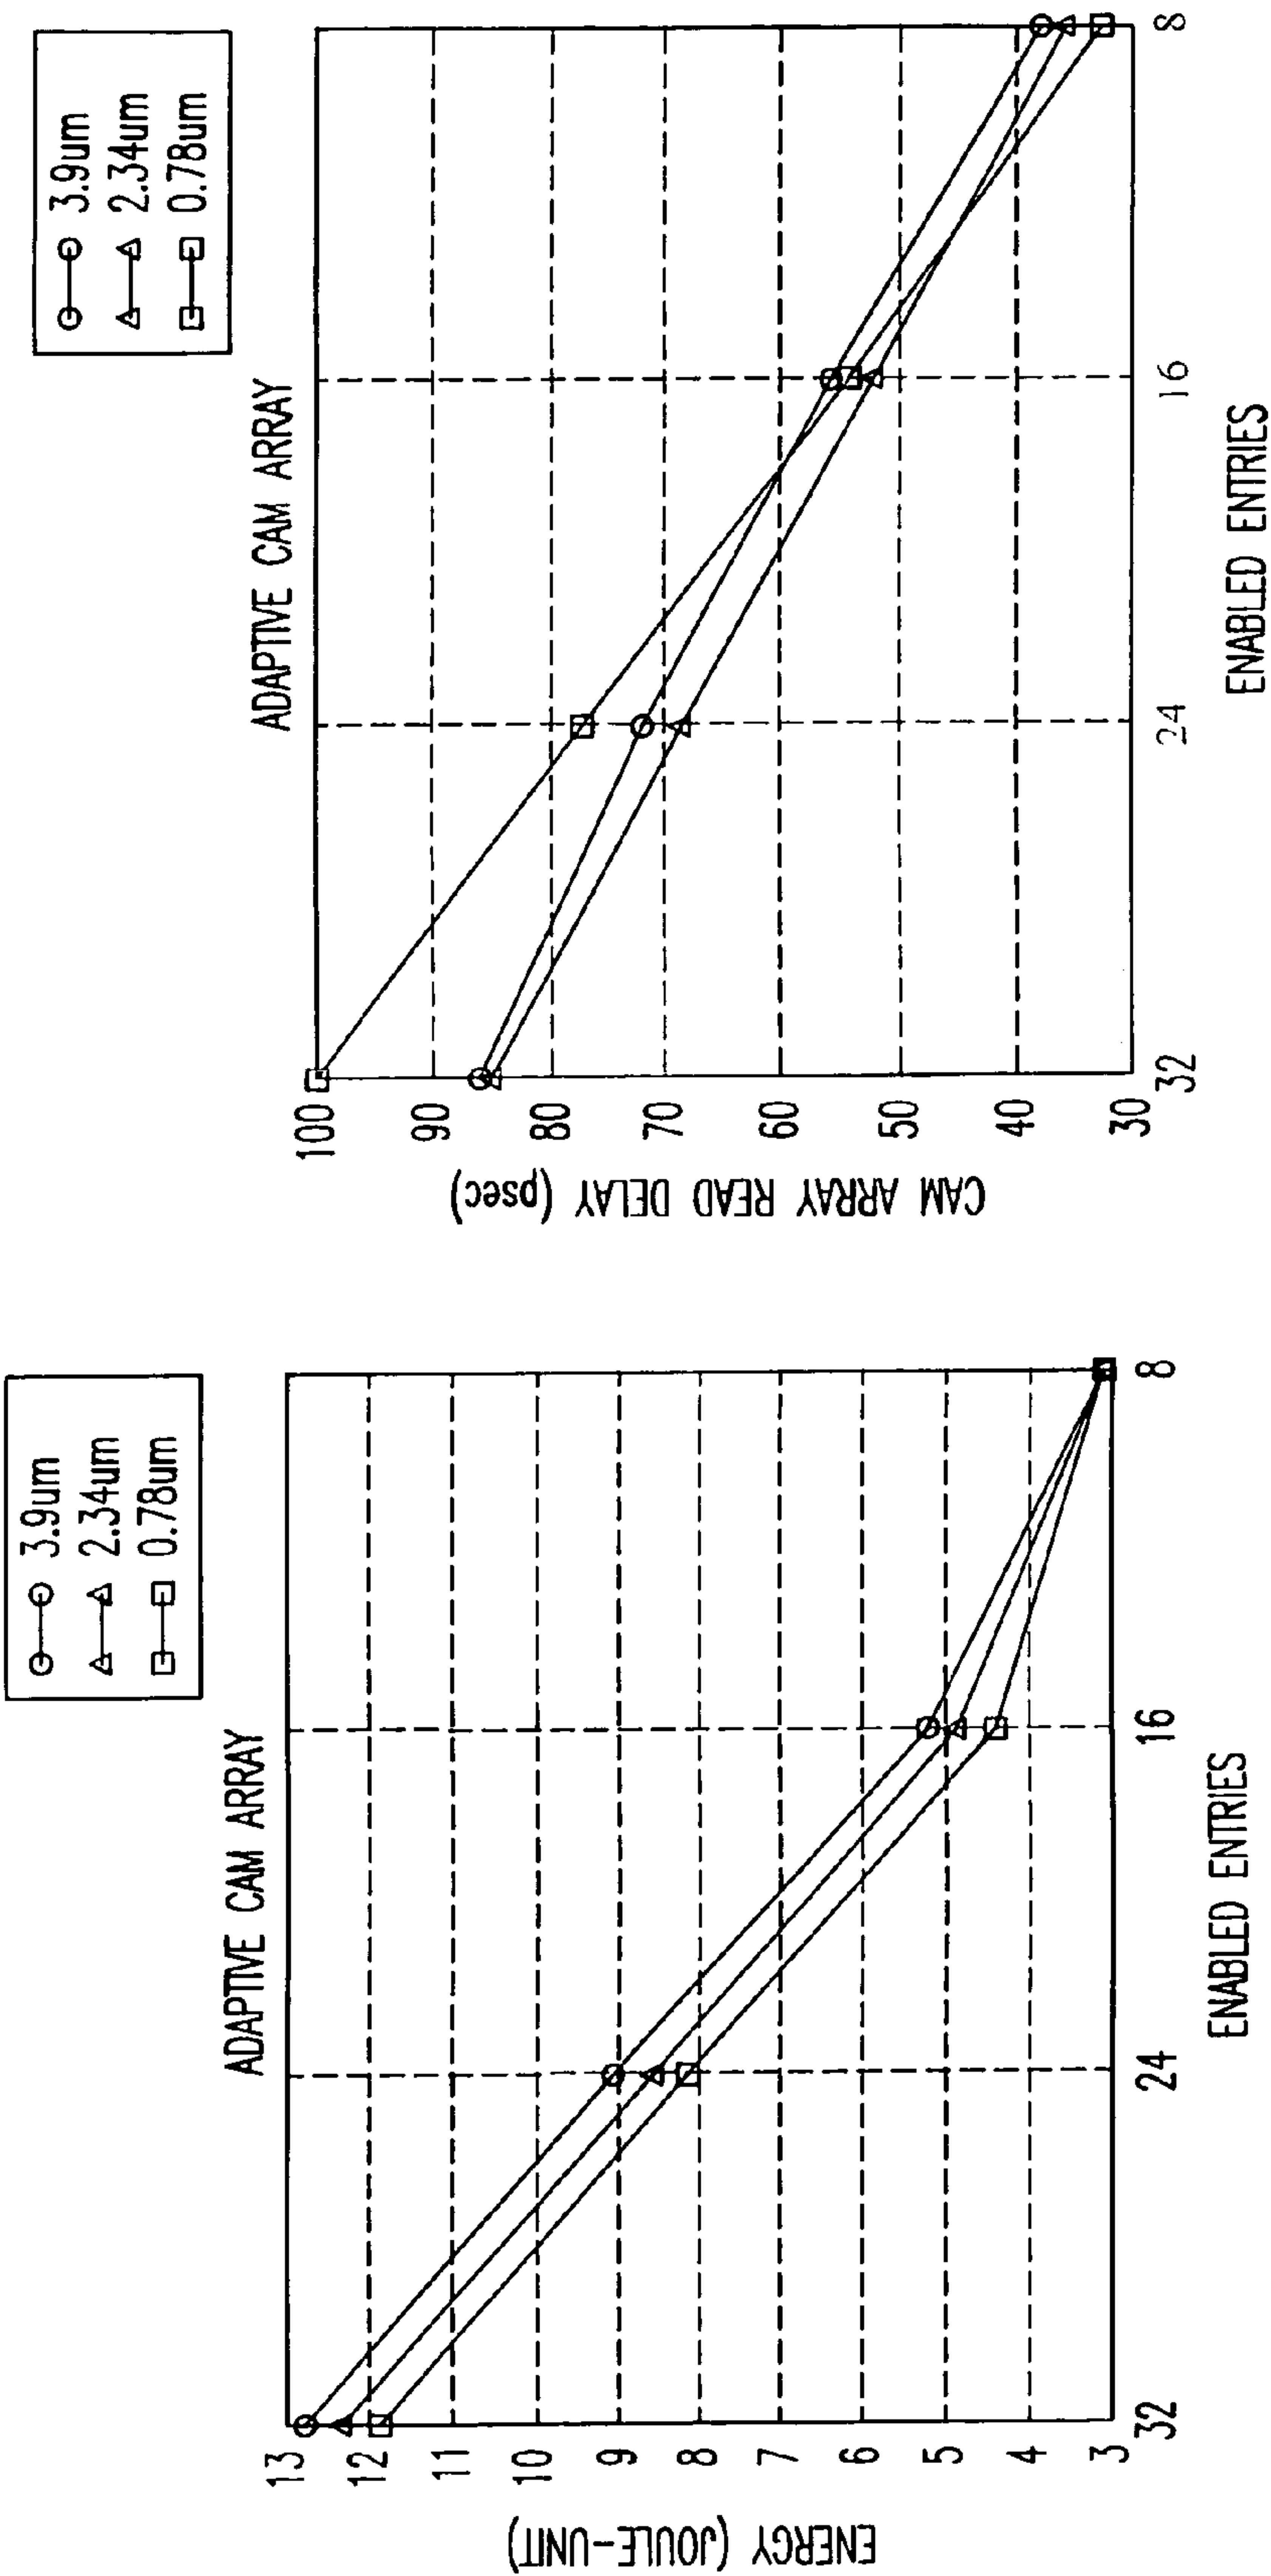 3.9um
2.34um
0.78um
ADAPTIVE CAM ARRAY
ENERGY (JOULE-UNIT)
13
12
11
10
9
8
7
6
5
4
3
32
24
16
8
ENABLED ENTRIES
3.9um
2.34um
0.78um
ADAPTIVE CAM ARRAY
CAM ARRAY READ DELAY (psec)
100
90
80
70
60
50
40
30
32
24
16
8
ENABLED ENTRIES